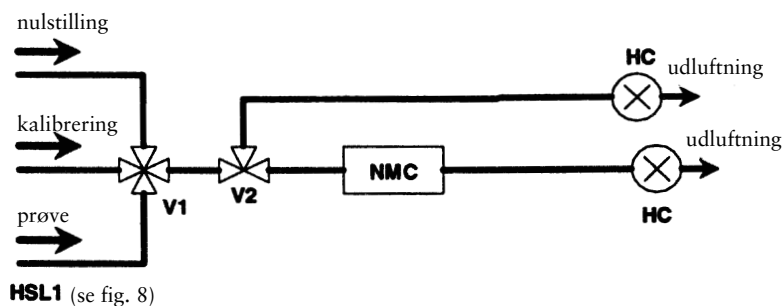 nulstilling
HC
udluftning
kalibrering
udluftning
NMC
V1
V2
HC
prøve
HSL1 (se fig. 8)